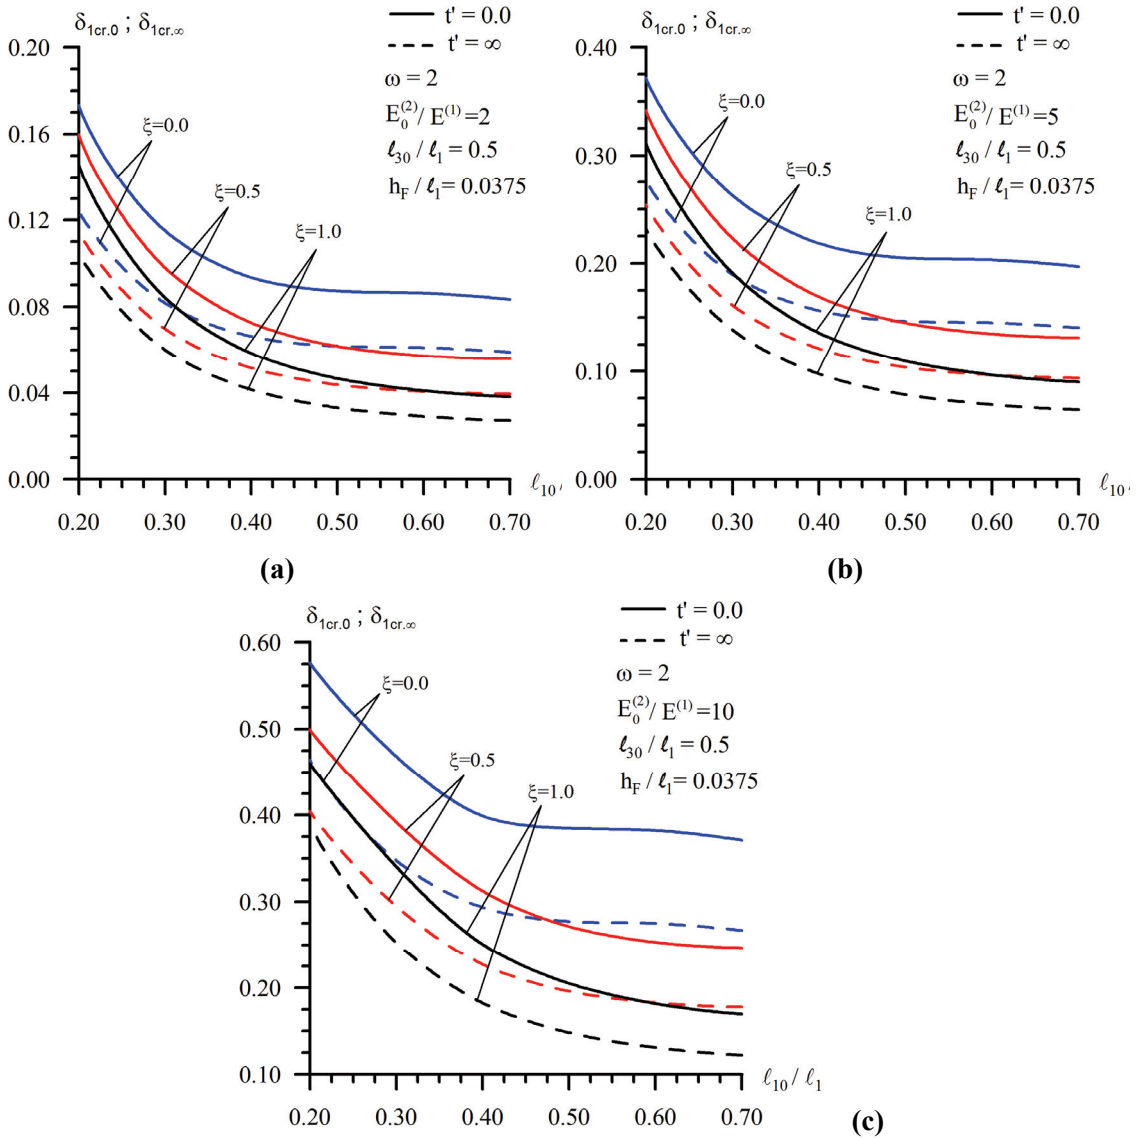 δ1cr.0 ; δ1cr.∞
t' = 0.0
t' = ∞
ω = 2
E0(2)/ E(1) =2
ℓ30 / ℓ1 = 0.5
hF / ℓ1= 0.0375
0.20
0.16
0.12
0.08
0.04
0.00
ξ=0.0
ξ=0.5
ξ=1.0
0.20 0.30 0.40 0.50 0.60 0.70
ℓ10/
(a)
δ1cr.0 ; δ1cr.∞
t' = 0.0
t' = ∞
ω = 2
E0(2)/ E(1) =5
ℓ30 / ℓ1 = 0.5
hF / ℓ1= 0.0375
0.40
0.30
0.20
0.10
0.00
ξ=0.0
ξ=0.5
ξ=1.0
0.20 0.30 0.40 0.50 0.60 0.70
ℓ10/
(b)
δ1cr.0 ; δ1cr.∞
t' = 0.0
t' = ∞
ω = 2
E0(2)/ E(1) =10
ℓ30 / ℓ1 = 0.5
hF / ℓ1= 0.0375
0.60
0.50
0.40
0.30
0.20
0.10
ξ=0.0
ξ=0.5
ξ=1.0
0.20 0.30 0.40 0.50 0.60 0.70
ℓ10 / ℓ1
(c)